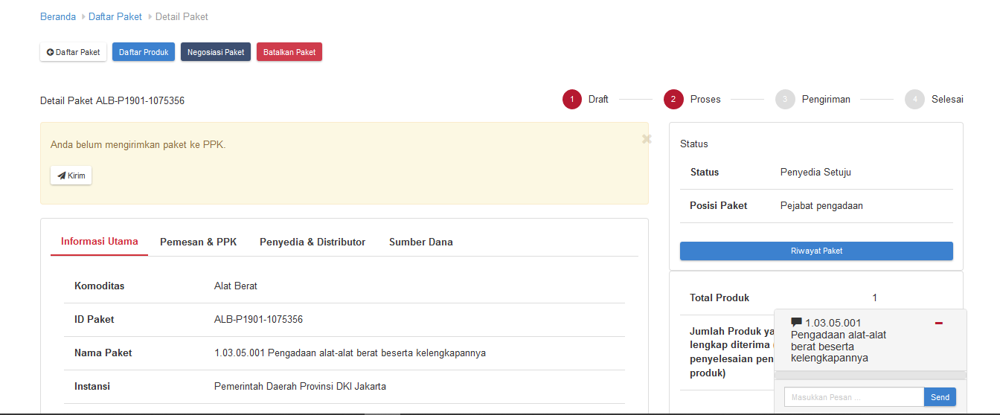 Beranda Daftar Paket Detail Paket
Daftar Paket Daftar Produk Negosiasi Paket Batalkan Paket
Detail Paket ALB-P1901-1075356
1 Draft 2 Proses 3 Pengiriman 4 Selesai
Anda belum mengirimkan paket ke PPK.
Kirim
Informasi Utama Pemesan & PPK Penyedia & Distributor Sumber Dana
Komoditas Alat Berat
ID Paket ALB-P1901-1075356
Nama Paket 1.03.05.001 Pengadaan alat-alat berat beserta kelengkapannya
Instansi Pemerintah Daerah Provinsi DKI Jakarta
Status
Status Penyedia Setuju
Posisi Paket Pejabat pengadaan
Riwayat Paket
Total Produk 1
Jumlah Produk ya
lengkap diterima
penyelesaian pen
produk)
1.03.05.001
Pengadaan alat-alat
berat beserta
kelengkapannya
Masukkan Pesan ... Send